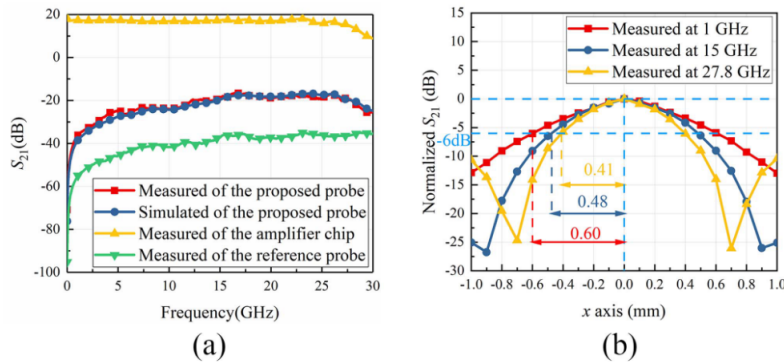 (a)
20
0
-20
-40
-60
-80
-100
S21(dB)
Measured of the proposed probe
Simulated of the proposed probe
Measured of the amplifier chip
Measured of the reference probe
0 5 10 15 20 25 30
Frequency(GHz)
(a)
(b)
15
10
5
0
-5
-6dB
-10
-15
-20
-25
-30
Normalized S21 (dB)
Measured at 1 GHz
Measured at 15 GHz
Measured at 27.8 GHz
0.41
0.48
0.60
-1.0 -0.8 -0.6 -0.4 -0.2 0.0 0.2 0.4 0.6 0.8 1.0
x axis (mm)
(b)